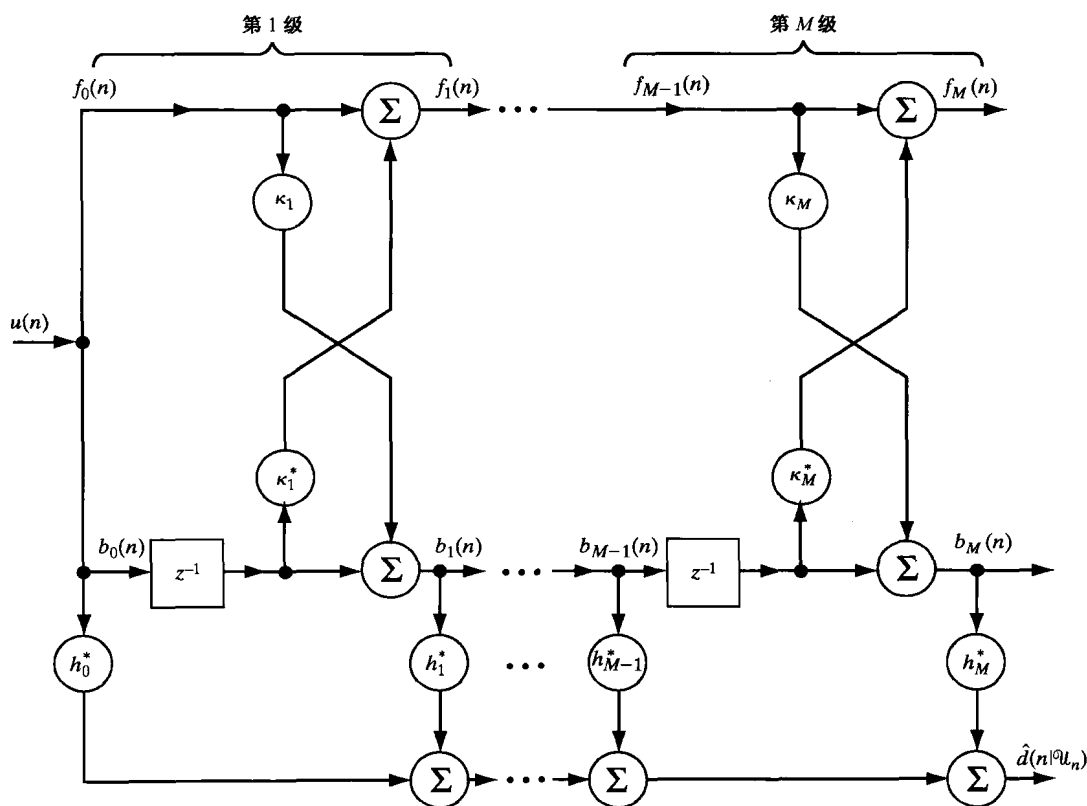 第 1 级 第 M 级
f₀(n) f₁(n) f_{M−1}(n) f_M(n)
Σ Σ
κ₁ κ_M
u(n)
κ₁* κ_M*
b₀(n) z⁻¹ Σ b₁(n) b_{M−1}(n) z⁻¹ Σ b_M(n)
h₀* h₁* h*_{M−1} h_M*
Σ Σ Σ d̂(n|𝒰ₙ)